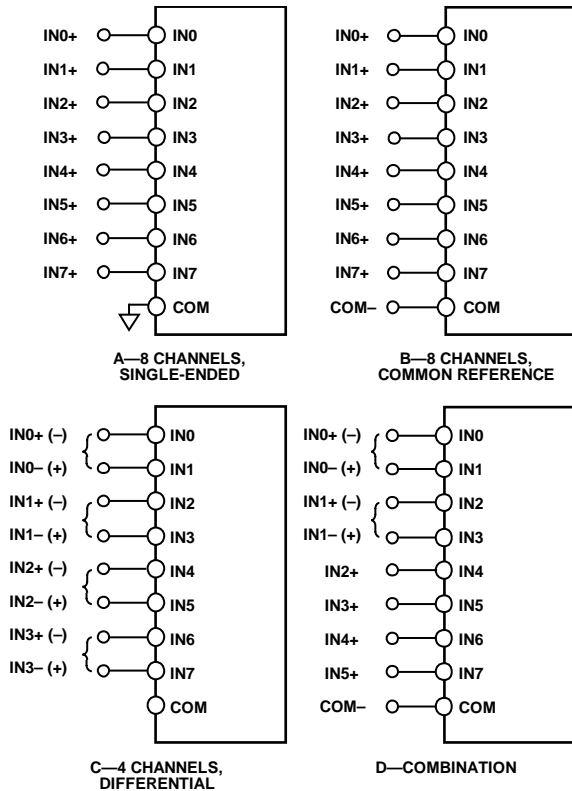 IN0+ IN0
IN1+ IN1
IN2+ IN2
IN3+ IN3
IN4+ IN4
IN5+ IN5
IN6+ IN6
IN7+ IN7
COM
A—8 CHANNELS,
SINGLE-ENDED
IN0+ IN0
IN1+ IN1
IN2+ IN2
IN3+ IN3
IN4+ IN4
IN5+ IN5
IN6+ IN6
IN7+ IN7
COM– COM
B—8 CHANNELS,
COMMON REFERENCE
IN0+ (–) IN0
IN0– (+) IN1
IN1+ (–) IN2
IN1– (+) IN3
IN2+ (–) IN4
IN2– (+) IN5
IN3+ (–) IN6
IN3– (+) IN7
COM
C—4 CHANNELS,
DIFFERENTIAL
IN0+ (–) IN0
IN0– (+) IN1
IN1+ (–) IN2
IN1– (+) IN3
IN2+ IN4
IN3+ IN5
IN4+ IN6
IN5+ IN7
COM– COM
D—COMBINATION